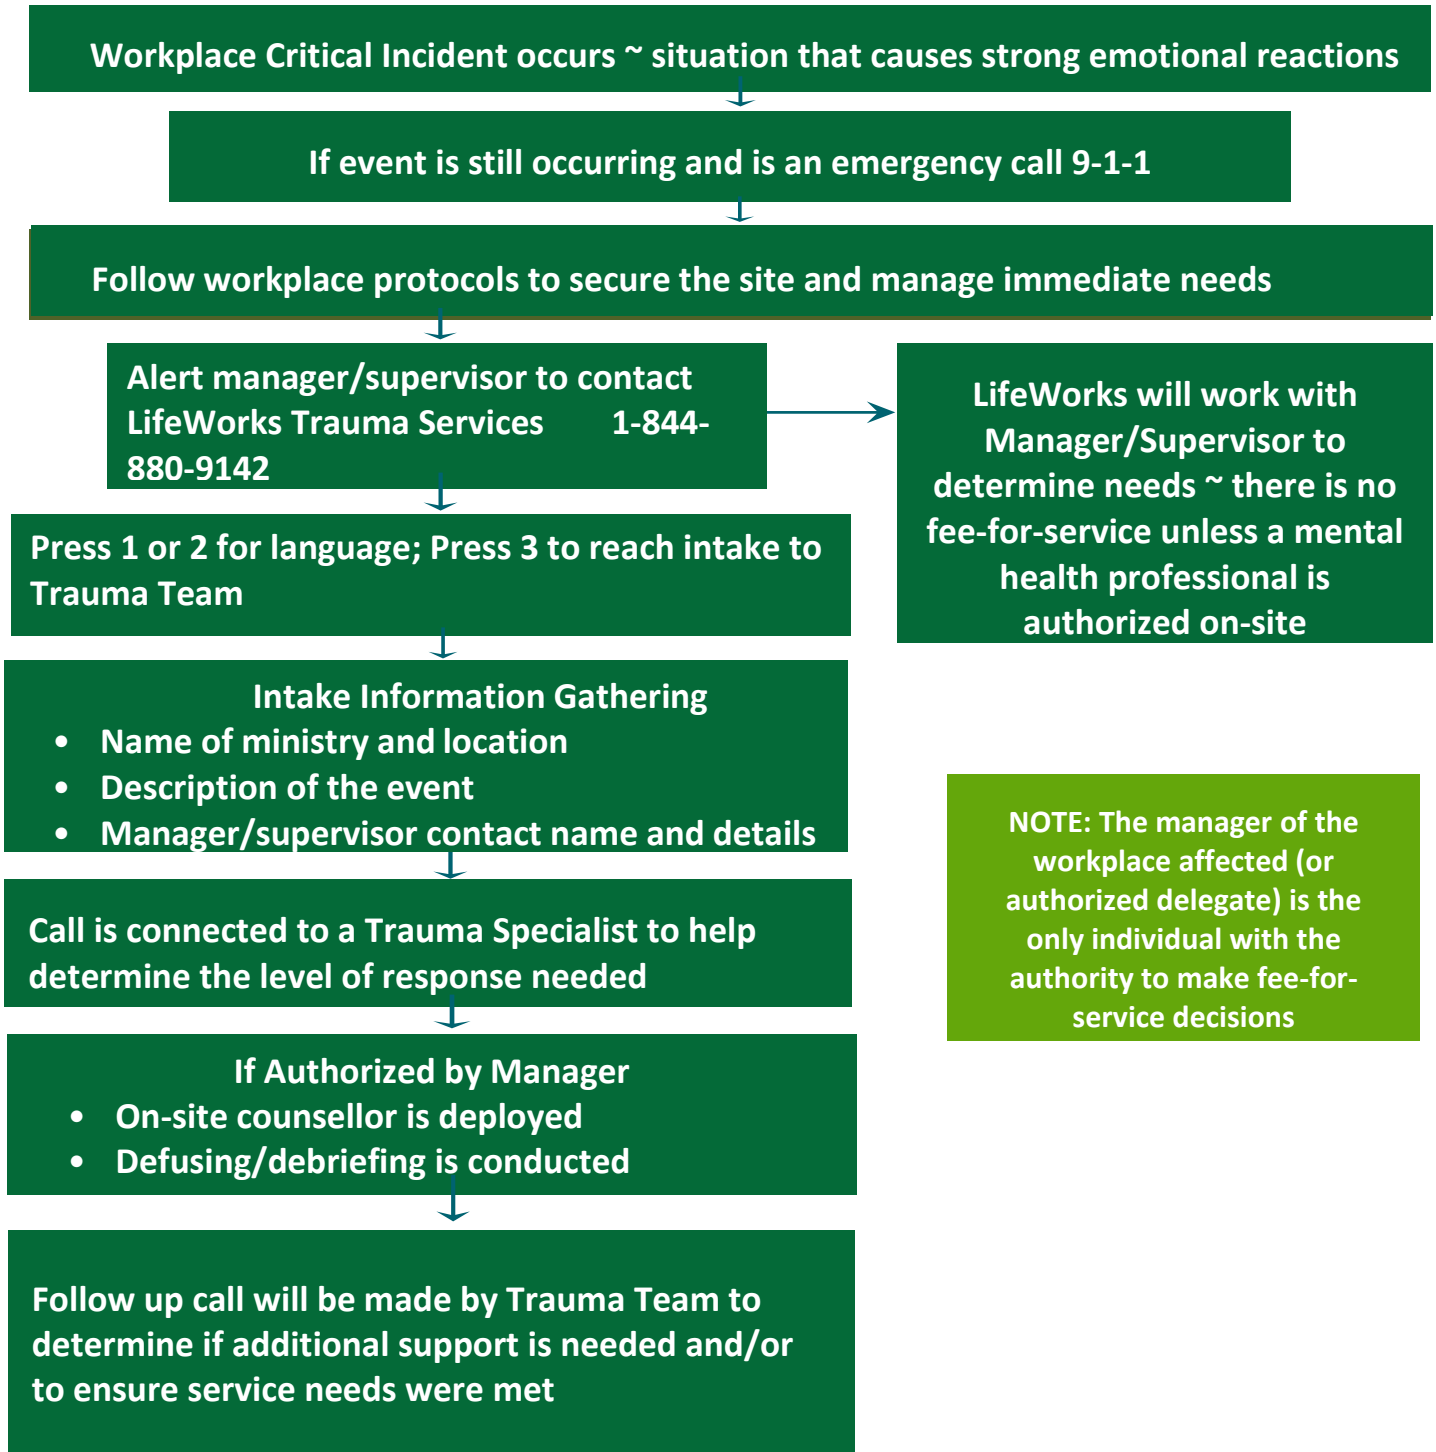 Workplace Critical Incident occurs ~ situation that causes strong emotional reactions
If event is still occurring and is an emergency call 9-1-1
Follow workplace protocols to secure the site and manage immediate needs
Alert manager/supervisor to contact
LifeWorks Trauma Services 1-844-
880-9142
LifeWorks will work with
Manager/Supervisor to
determine needs ~ there is no
fee-for-service unless a mental
health professional is
authorized on-site
Press 1 or 2 for language; Press 3 to reach intake to
Trauma Team
Intake Information Gathering
• Name of ministry and location
• Description of the event
• Manager/supervisor contact name and details
NOTE: The manager of the
workplace affected (or
authorized delegate) is the
only individual with the
authority to make fee-for-
service decisions
Call is connected to a Trauma Specialist to help
determine the level of response needed
If Authorized by Manager
• On-site counsellor is deployed
• Defusing/debriefing is conducted
Follow up call will be made by Trauma Team to
determine if additional support is needed and/or
to ensure service needs were met